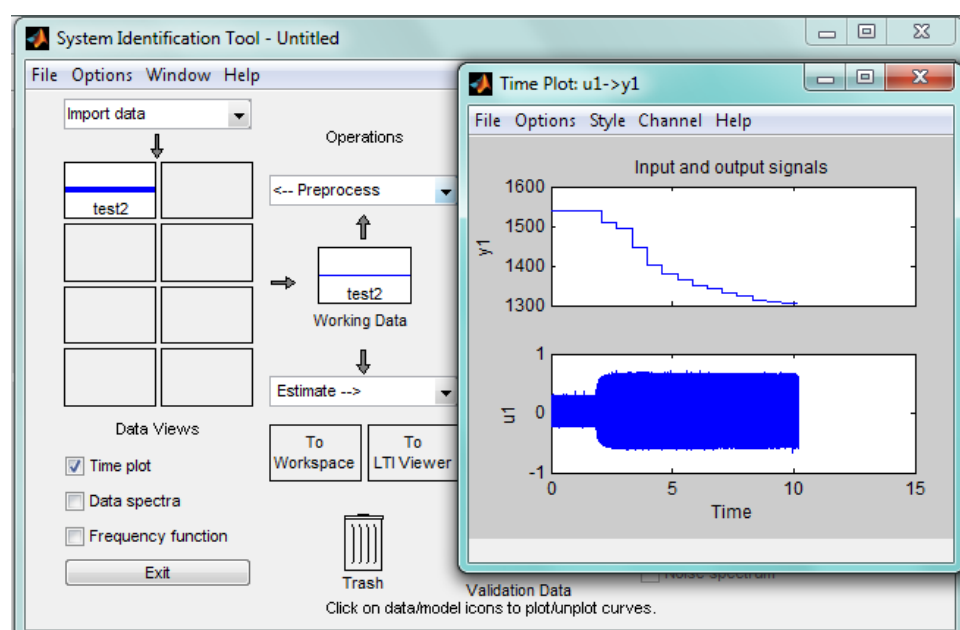 System Identification Tool - Untitled
File Options Window Help
Import data
test2
Operations
<-- Preprocess
test2
Working Data
Estimate -->
Data Views
To Workspace
To LTI Viewer
Time plot
Data spectra
Frequency function
Exit
Trash
Validation Data
Noise spectrum
Click on data/model icons to plot/unplot curves.
Time Plot: u1->y1
File Options Style Channel Help
Input and output signals
1600
1500
1400
1300
y1
1
0
-1
u1
0 5 10 15
Time